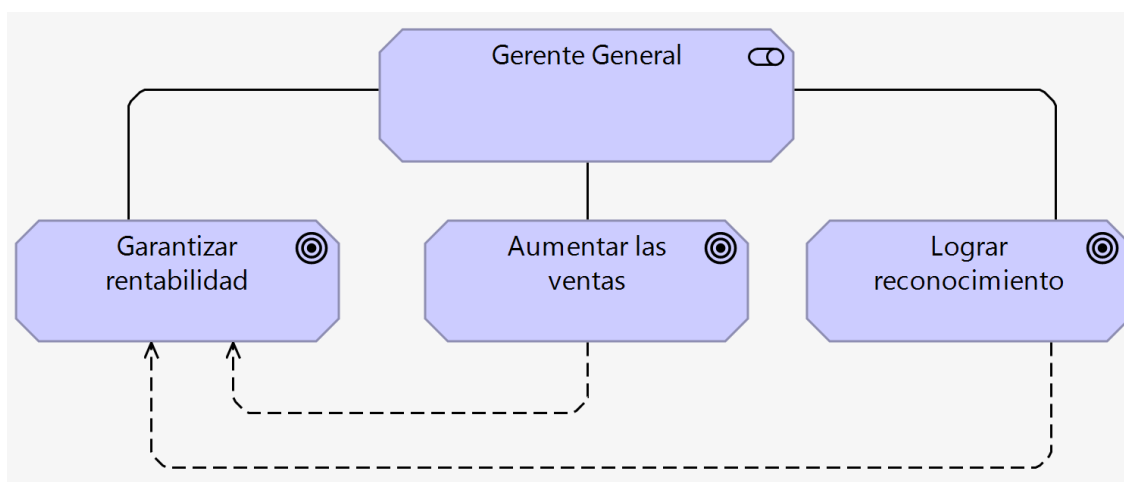 Gerente General
Garantizar
rentabilidad
Aumentar las
ventas
Lograr
reconocimiento